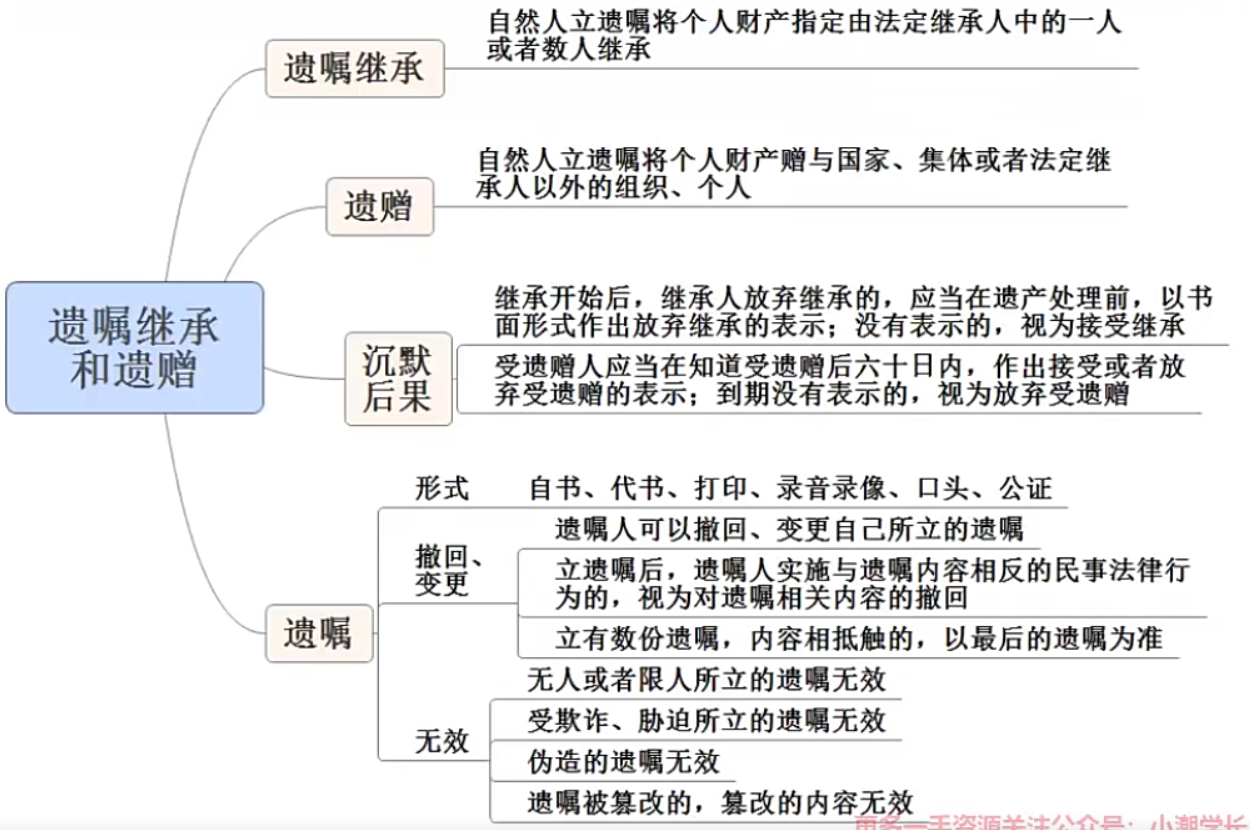 自然人立遗嘱将个人财产指定由法定继承人中的一人
或者数人继承
遗嘱继承
自然人立遗嘱将个人财产赠与国家、集体或者法定继
承人以外的组织、个人
遗赠
遗嘱继承
和遗赠
沉默
后果
继承开始后，继承人放弃继承的，应当在遗产处理前，以书
面形式作出放弃继承的表示；没有表示的，视为接受继承
受遗赠人应当在知道受遗赠后六十日内，作出接受或者放
弃受遗赠的表示；到期没有表示的，视为放弃受遗赠
遗嘱
形式
自书、代书、打印、录音录像、口头、公证
撤回、
变更
遗嘱人可以撤回、变更自己所立的遗嘱
立遗嘱后，遗嘱人实施与遗嘱内容相反的民事法律行
为的，视为对遗嘱相关内容的撤回
立有数份遗嘱，内容相抵触的，以最后的遗嘱为准
无效
无人或者限人所立的遗嘱无效
受欺诈、胁迫所立的遗嘱无效
伪造的遗嘱无效
遗嘱被篡改的，篡改的内容无效
更多一手资源关注公众号：小潮学长